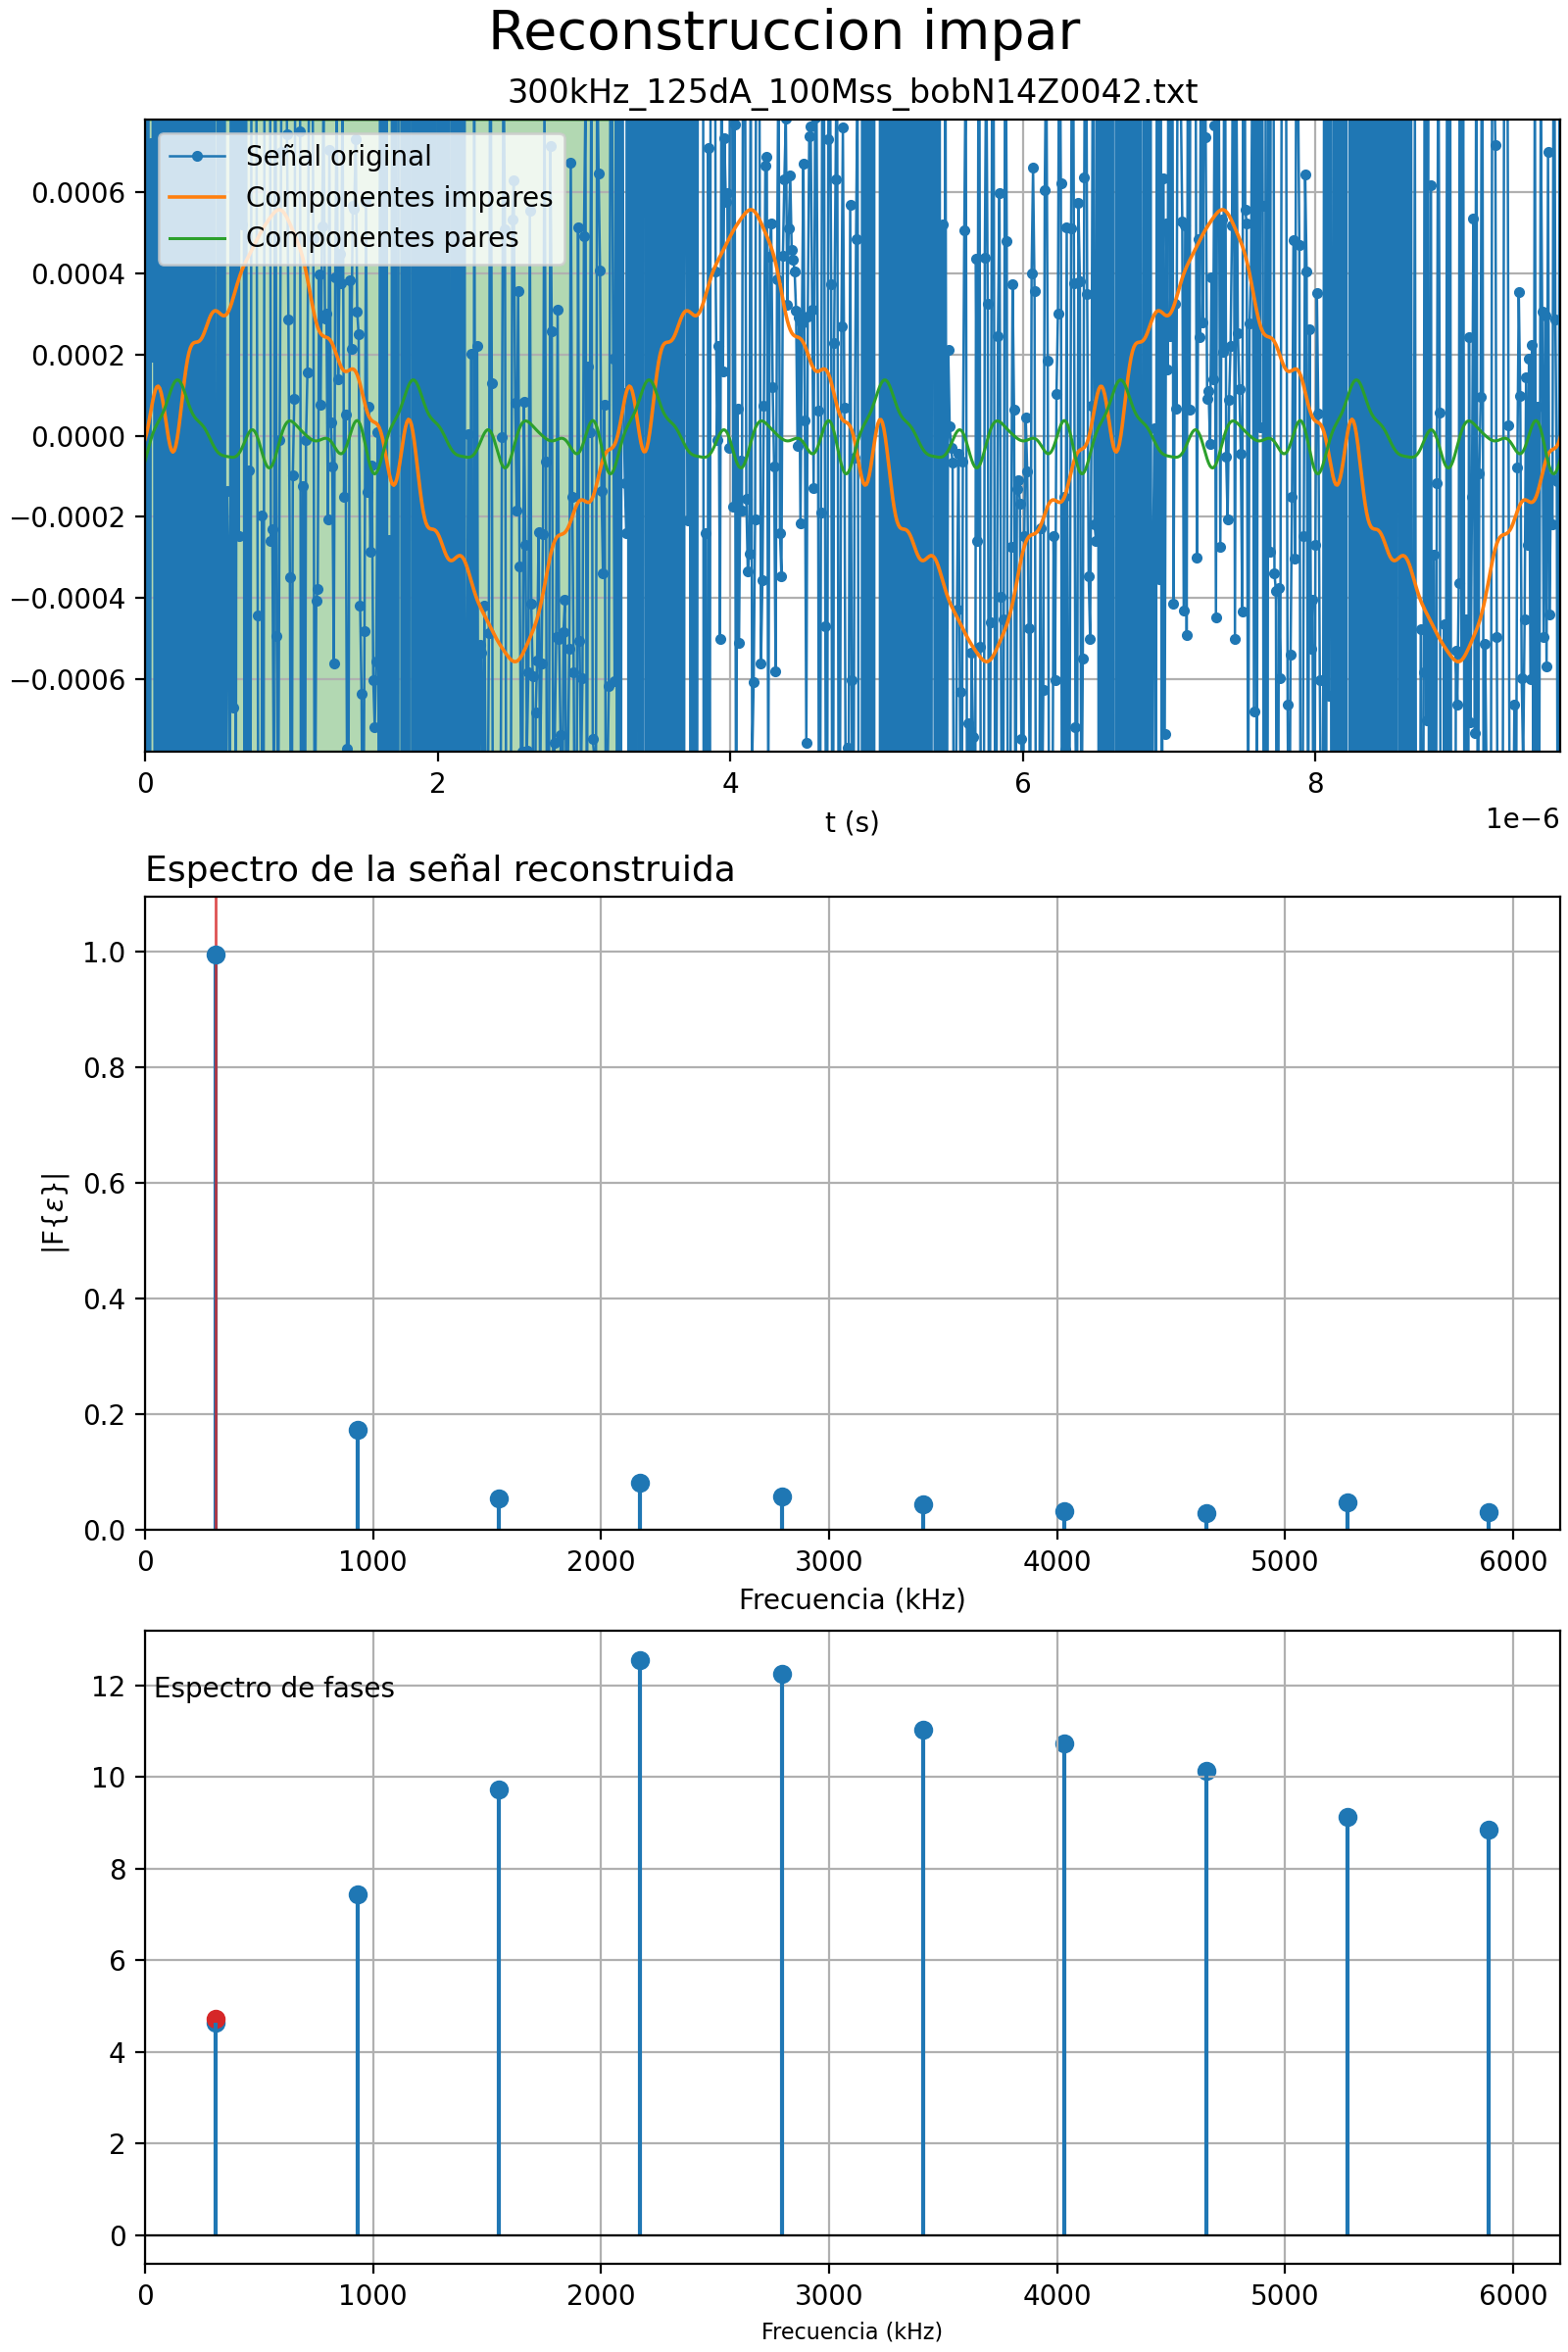 Reconstruccion impar
300kHz_125dA_100Mss_bobN14Z0042.txt
Señal original
Componentes impares
Componentes pares
0.0006
0.0004
0.0002
0.0000
−0.0002
−0.0004
−0.0006
0 2 4 6 8
1e−6
t (s)
Espectro de la señal reconstruida
1.0
0.8
0.6
0.4
0.2
0.0
|F{ε}|
0 1000 2000 3000 4000 5000 6000
Frecuencia (kHz)
Espectro de fases
12
10
8
6
4
2
0
0 1000 2000 3000 4000 5000 6000
Frecuencia (kHz)